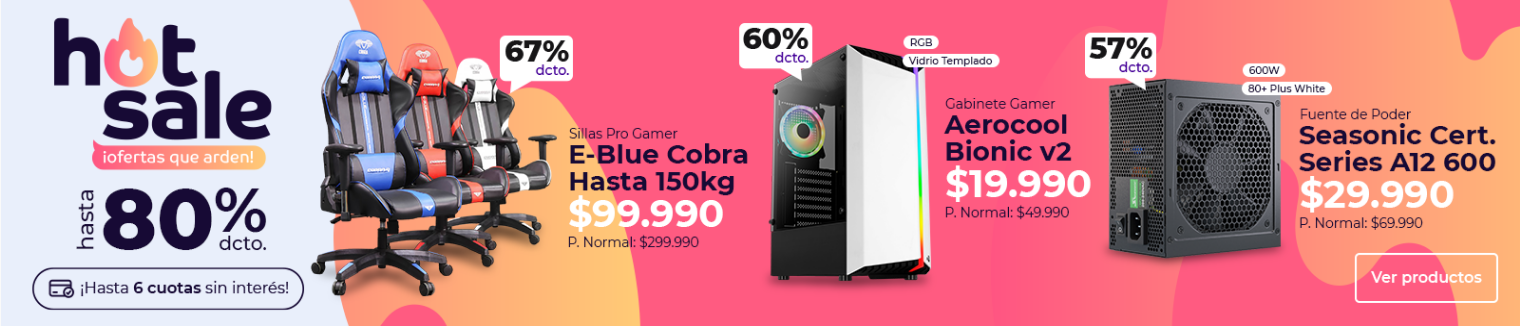 hot
sale
¡ofertas que arden!
hasta
80%
dcto.
¡Hasta 6 cuotas sin interés!
67%
dcto.
Sillas Pro Gamer
E-Blue Cobra
Hasta 150kg
$99.990
P. Normal: $299.990
60%
dcto.
RGB
Vidrio Templado
Gabinete Gamer
Aerocool
Bionic v2
$19.990
P. Normal: $49.990
57%
dcto.
600W
80+ Plus White
Fuente de Poder
Seasonic Cert.
Series A12 600
$29.990
P. Normal: $69.990
Ver productos